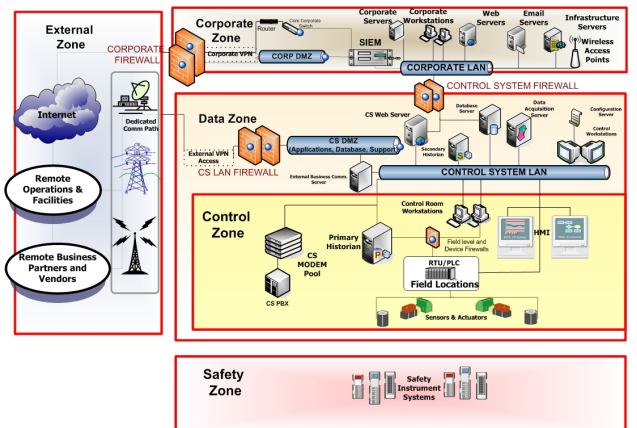 External
Zone
Internet
Dedicated
Comm Path
Remote
Operations &
Facilities
Remote Business
Partners and
Vendors
CORPORATE
FIREWALL
Corporate
Zone
Router
Core Corporate
Switch
Corporate VPN
CORP DMZ
SIEM
Corporate
Servers
Corporate
Workstations
Web
Servers
Email
Servers
Infrastructure
Servers
Wireless
Access
Points
CORPORATE LAN
CONTROL SYSTEM FIREWALL
Data Zone
External VPN
Access
CS LAN FIREWALL
CS DMZ
(Applications, Database, Support)
CS Web Server
Database
Server
Secondary
Historian
Data
Acquisition
Server
Configuration
Server
Control
Workstations
External Business Comm.
Server
CONTROL SYSTEM LAN
Control
Zone
CS
MODEM
Pool
CS PBX
Primary
Historian
Control Room
Workstations
Field level and
Device Firewalls
HMI
RTU/PLC
Field Locations
Sensors & Actuators
Safety
Zone
Safety
Instrument
Systems